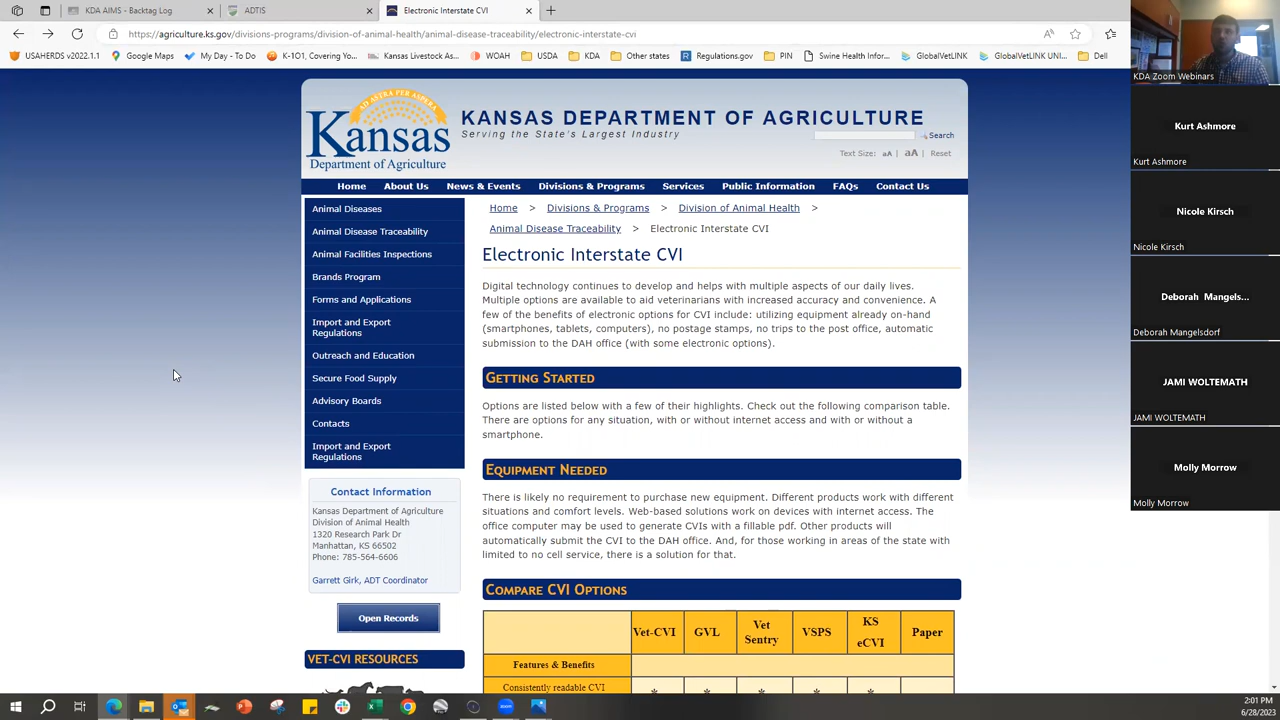 KDA AIMS - Backtag Log
ADTIS
Electronic Interstate CVI
https://agriculture.ks.gov/divisions-programs/division-of-animal-health/animal-disease-traceability/electronic-interstate-cvi
USAHERDS v2022.1.1
Google Maps
My Day - To Do
K-1O1, Covering You...
Kansas Livestock As...
WOAH
USDA
KDA
Other states
Regulations.gov
PIN
Swine Health Infor...
GlobalVetLINK
GlobalVetLINK UNI...
Dell
KDA Zoom Webinars
Kurt Ashmore
Kurt Ashmore
Nicole Kirsch
Nicole Kirsch
Deborah Mangels...
Deborah Mangelsdorf
JAMI WOLTEMATH
JAMI WOLTEMATH
Molly Morrow
Molly Morrow
AD ASTRA PER ASPERA
Kansas
Department of Agriculture
KANSAS DEPARTMENT OF AGRICULTURE
Serving the State's Largest Industry
Search
Text Size: aA | aA | Reset
Home
About Us
News & Events
Divisions & Programs
Services
Public Information
FAQs
Contact Us
Animal Diseases
Animal Disease Traceability
Animal Facilities Inspections
Brands Program
Forms and Applications
Import and Export
Regulations
Outreach and Education
Secure Food Supply
Advisory Boards
Contacts
Import and Export
Regulations
Contact Information
Kansas Department of Agriculture
Division of Animal Health
1320 Research Park Dr
Manhattan, KS 66502
Phone: 785-564-6606
Garrett Girk, ADT Coordinator
Open Records
VET-CVI RESOURCES
Home > Divisions & Programs > Division of Animal Health >
Animal Disease Traceability > Electronic Interstate CVI
Electronic Interstate CVI
Digital technology continues to develop and helps with multiple aspects of our daily lives.
Multiple options are available to aid veterinarians with increased accuracy and convenience. A
few of the benefits of electronic options for CVI include: utilizing equipment already on-hand
(smartphones, tablets, computers), no postage stamps, no trips to the post office, automatic
submission to the DAH office (with some electronic options).
GETTING STARTED
Options are listed below with a few of their highlights. Check out the following comparison table.
There are options for any situation, with or without internet access and with or without a
smartphone.
EQUIPMENT NEEDED
There is likely no requirement to purchase new equipment. Different products work with different
situations and comfort levels. Web-based solutions work on devices with internet access. The
office computer may be used to generate CVIs with a fillable pdf. Other products will
automatically submit the CVI to the DAH office. And, for those working in areas of the state with
limited to no cell service, there is a solution for that.
COMPARE CVI OPTIONS
Vet-CVI
GVL
Vet
Sentry
VSPS
KS
eCVI
Paper
Features & Benefits
Consistently readable CVI
* * * * *
2:01 PM
6/28/2023